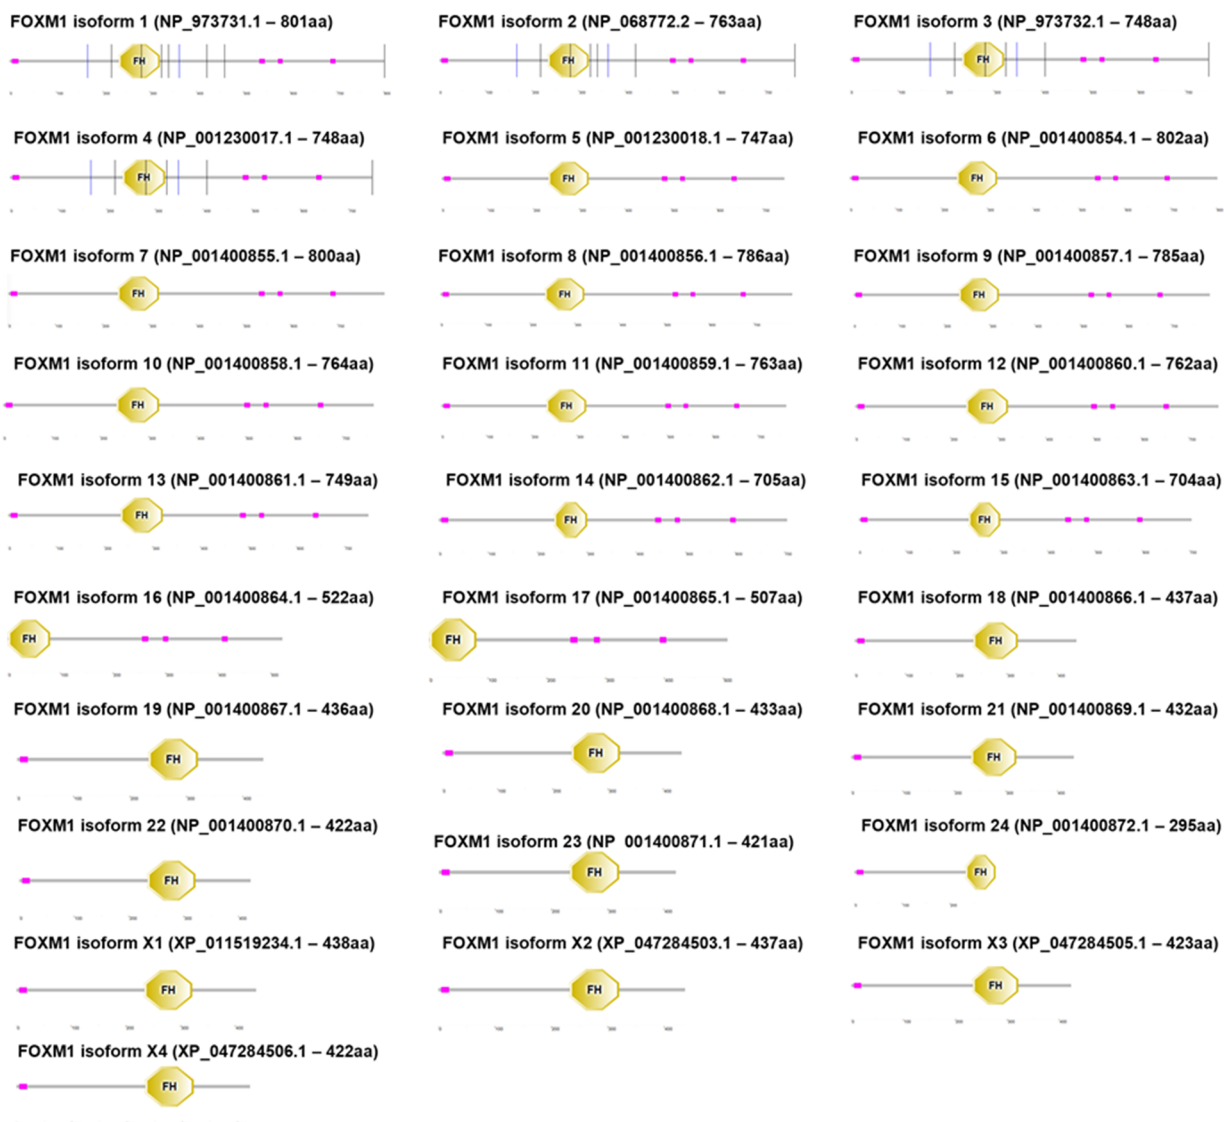 FOXM1 isoform 1 (NP_973731.1 – 801aa)
FOXM1 isoform 2 (NP_068772.2 – 763aa)
FOXM1 isoform 3 (NP_973732.1 – 748aa)
FH
FH
FH
FOXM1 isoform 4 (NP_001230017.1 – 748aa)
FOXM1 isoform 5 (NP_001230018.1 – 747aa)
FOXM1 isoform 6 (NP_001400854.1 – 802aa)
FH
FH
FH
FOXM1 isoform 7 (NP_001400855.1 – 800aa)
FOXM1 isoform 8 (NP_001400856.1 – 786aa)
FOXM1 isoform 9 (NP_001400857.1 – 785aa)
FH
FH
FH
FOXM1 isoform 10 (NP_001400858.1 – 764aa)
FOXM1 isoform 11 (NP_001400859.1 – 763aa)
FOXM1 isoform 12 (NP_001400860.1 – 762aa)
FH
FH
FH
FOXM1 isoform 13 (NP_001400861.1 – 749aa)
FOXM1 isoform 14 (NP_001400862.1 – 705aa)
FOXM1 isoform 15 (NP_001400863.1 – 704aa)
FH
FH
FH
FOXM1 isoform 16 (NP_001400864.1 – 522aa)
FOXM1 isoform 17 (NP_001400865.1 – 507aa)
FOXM1 isoform 18 (NP_001400866.1 – 437aa)
FH
FH
FH
FOXM1 isoform 19 (NP_001400867.1 – 436aa)
FOXM1 isoform 20 (NP_001400868.1 – 433aa)
FOXM1 isoform 21 (NP_001400869.1 – 432aa)
FH
FH
FH
FOXM1 isoform 22 (NP_001400870.1 – 422aa)
FOXM1 isoform 23 (NP_001400871.1 – 421aa)
FOXM1 isoform 24 (NP_001400872.1 – 295aa)
FH
FH
FH
FOXM1 isoform X1 (XP_011519234.1 – 438aa)
FOXM1 isoform X2 (XP_047284503.1 – 437aa)
FOXM1 isoform X3 (XP_047284505.1 – 423aa)
FH
FH
FH
FOXM1 isoform X4 (XP_047284506.1 – 422aa)
FH